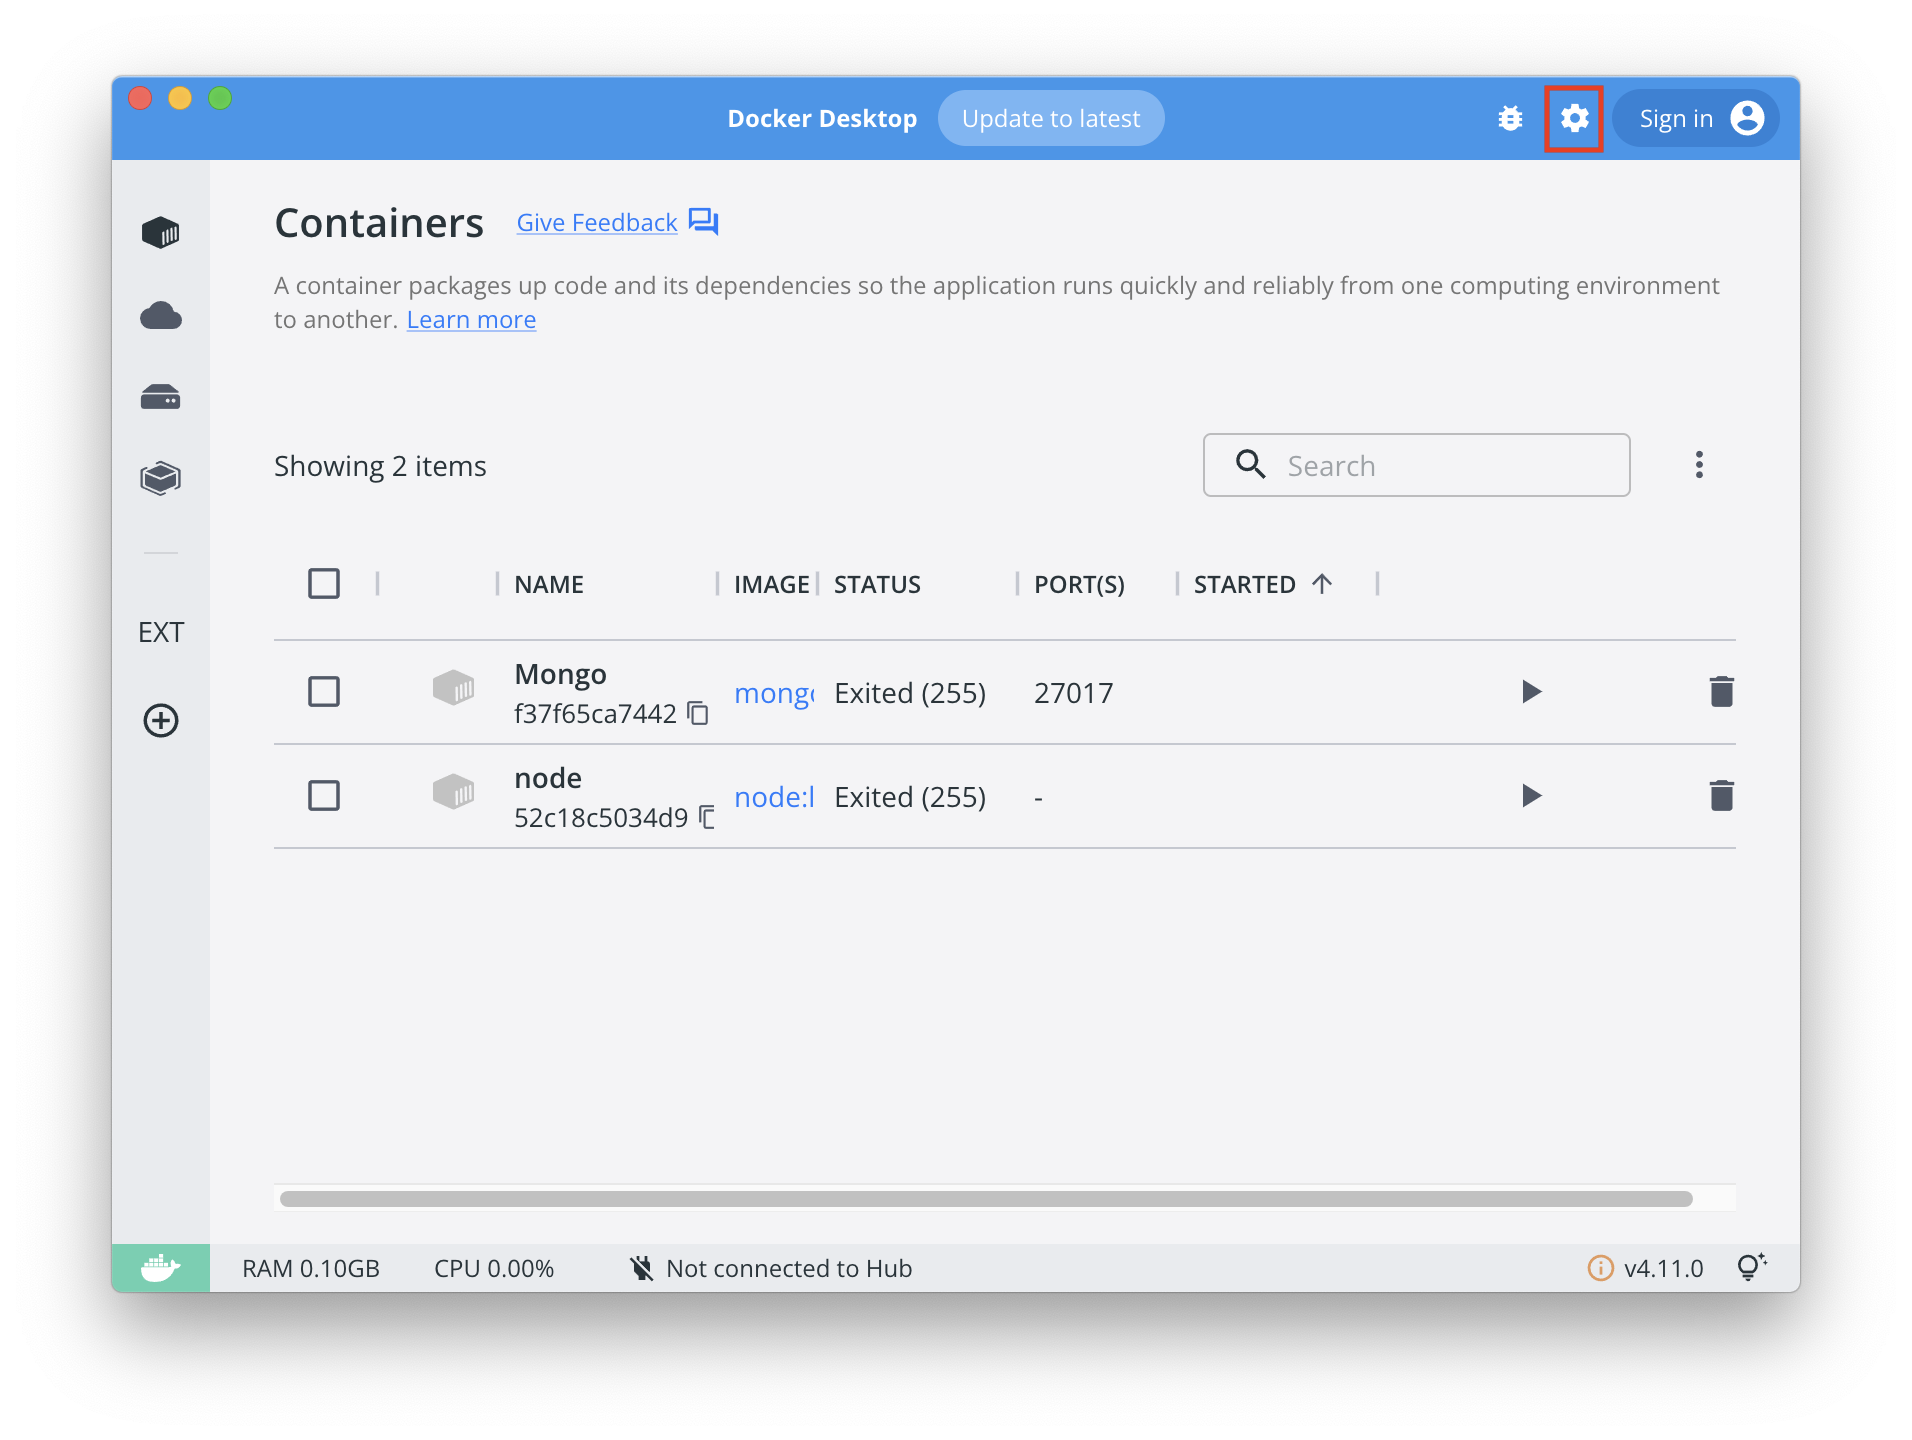 Docker Desktop Update to latest Sign in
Containers Give Feedback
A container packages up code and its dependencies so the application runs quickly and reliably from one computing environment
to another. Learn more
Showing 2 items Search
NAME IMAGE STATUS PORT(S) STARTED
EXT
Mongo
f37f65ca7442
mongo Exited (255) 27017
node
52c18c5034d9
node:l Exited (255) -
RAM 0.10GB CPU 0.00% Not connected to Hub v4.11.0